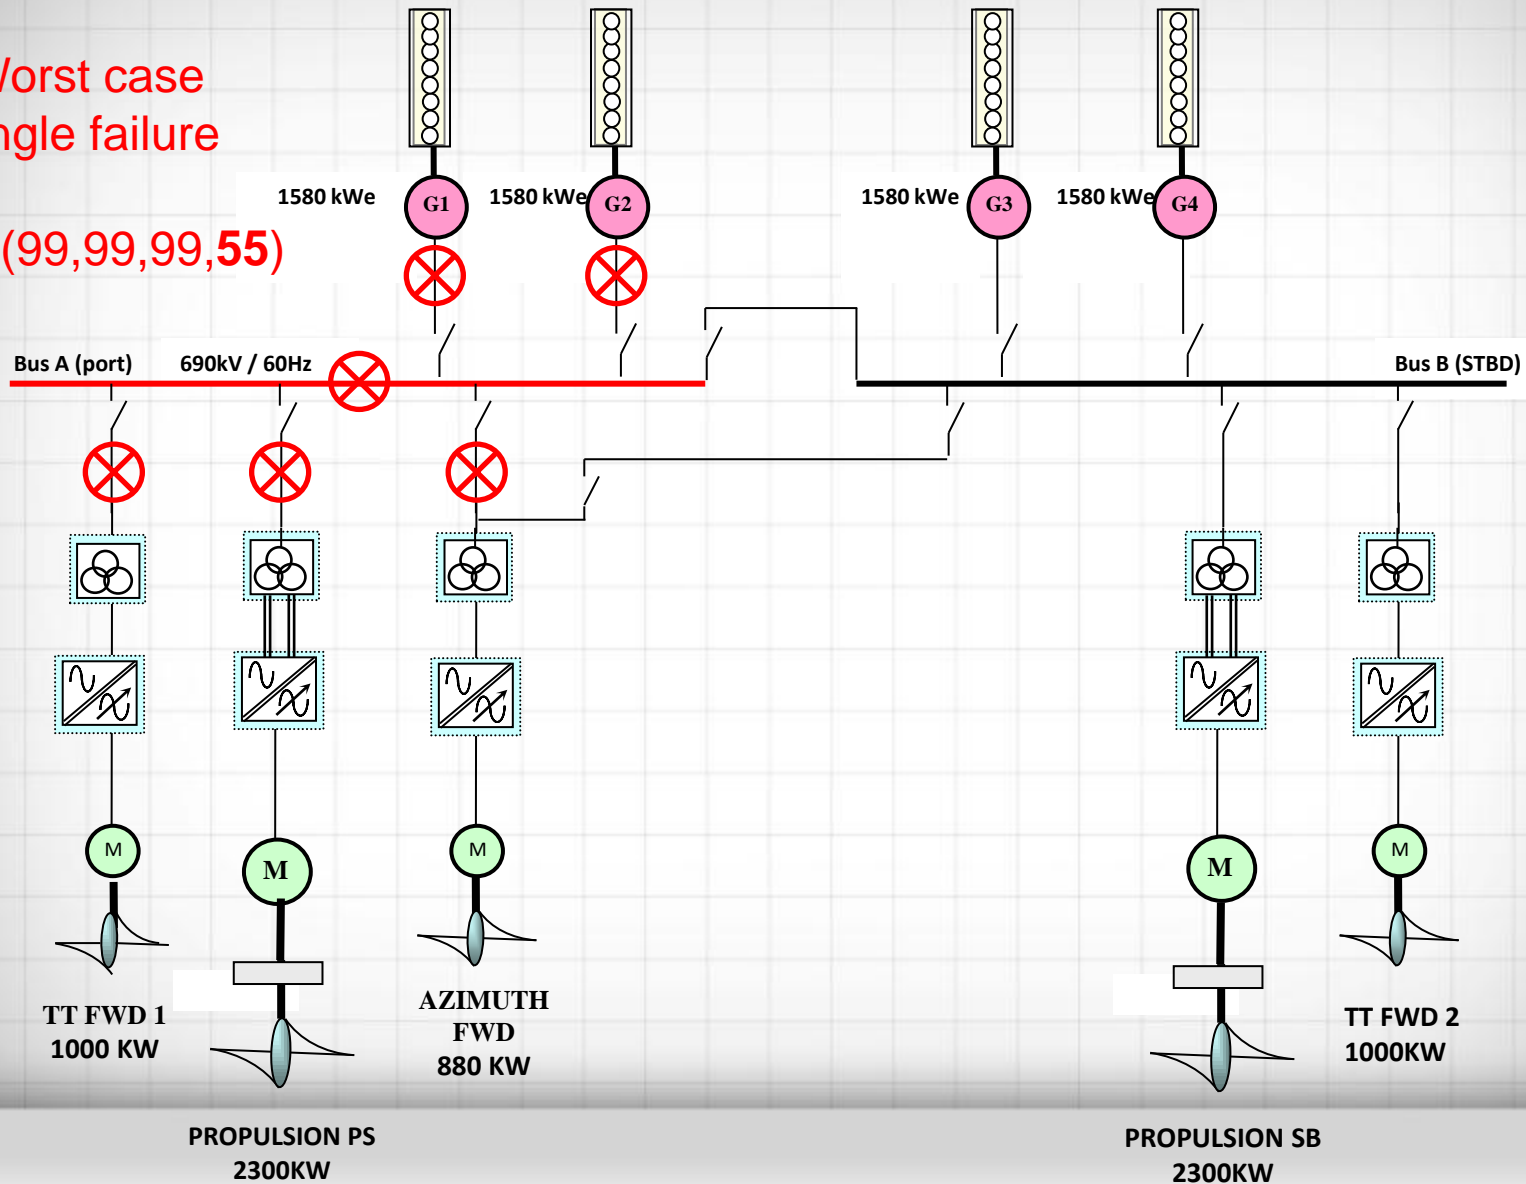 Worst case
single failure
(99,99,99,55)
1580 kWe
G1
1580 kWe
G2
1580 kWe
G3
1580 kWe
G4
Bus A (port)
690kV / 60Hz
Bus B (STBD)
M
M
M
M
M
TT FWD 1
1000 KW
AZIMUTH
FWD
880 KW
TT FWD 2
1000KW
PROPULSION PS
2300KW
PROPULSION SB
2300KW